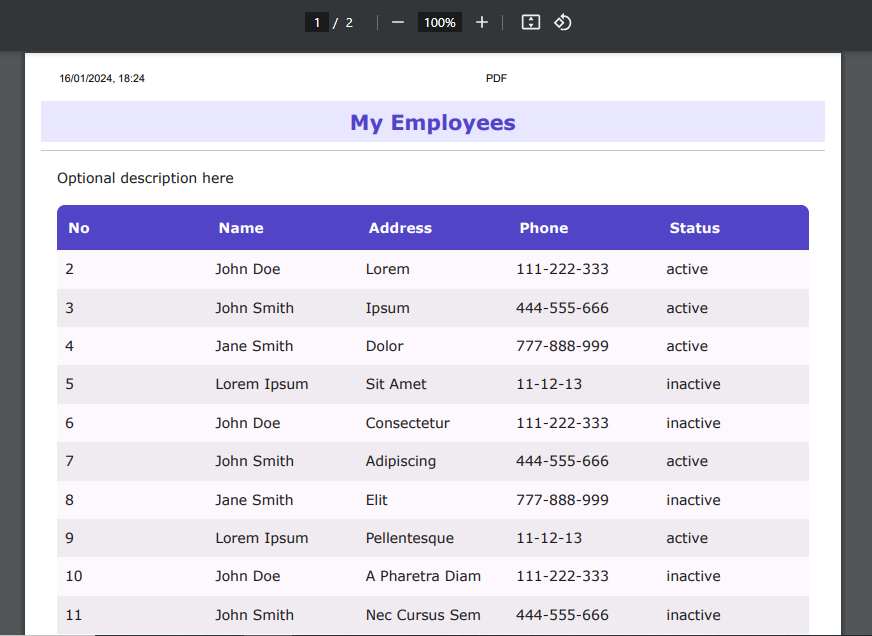 1 / 2 100%
16/01/2024, 18:24 PDF
My Employees
Optional description here
No Name Address Phone Status
2 John Doe Lorem 111-222-333 active
3 John Smith Ipsum 444-555-666 active
4 Jane Smith Dolor 777-888-999 active
5 Lorem Ipsum Sit Amet 11-12-13 inactive
6 John Doe Consectetur 111-222-333 inactive
7 John Smith Adipiscing 444-555-666 active
8 Jane Smith Elit 777-888-999 inactive
9 Lorem Ipsum Pellentesque 11-12-13 active
10 John Doe A Pharetra Diam 111-222-333 inactive
11 John Smith Nec Cursus Sem 444-555-666 inactive